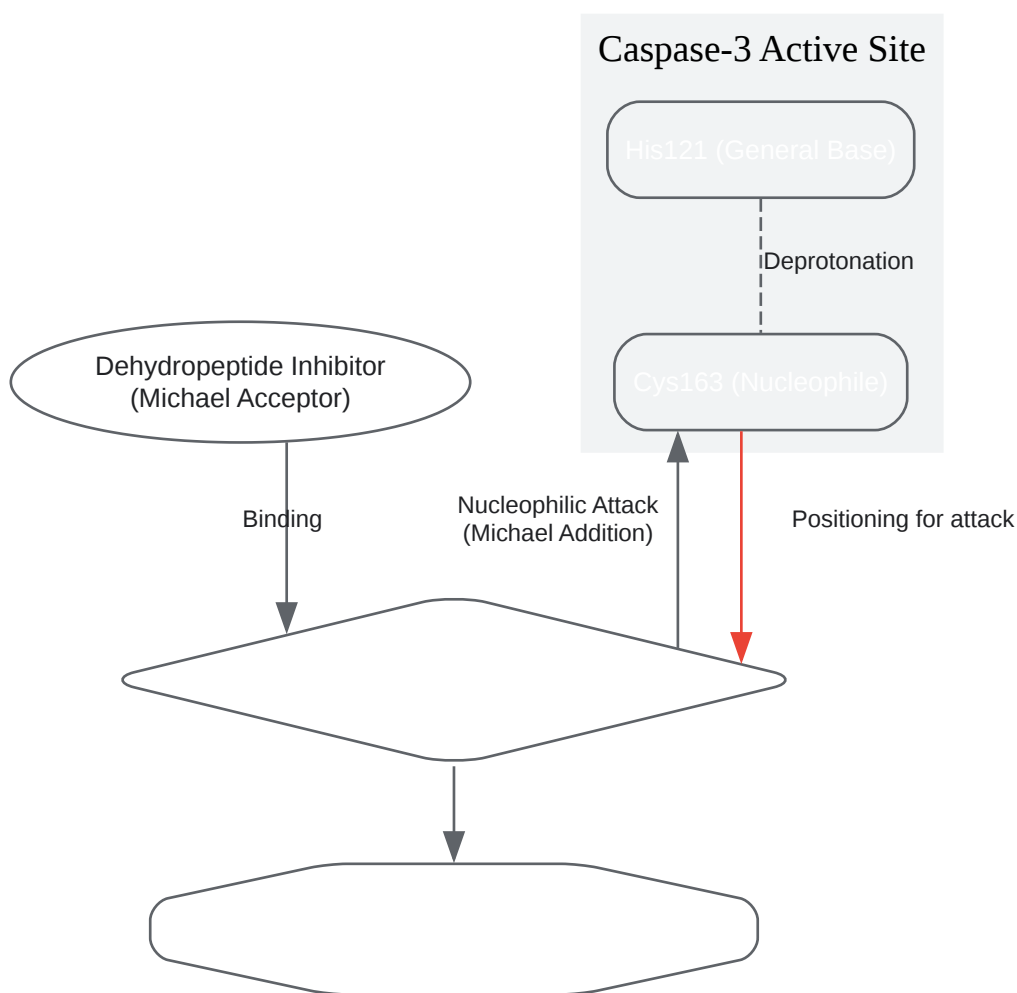 Caspase-3 Active Site
His121 (General Base)
Deprotonation
Dehydropeptide Inhibitor
(Michael Acceptor)
Cys163 (Nucleophile)
Binding
Nucleophilic Attack
(Michael Addition)
Positioning for attack